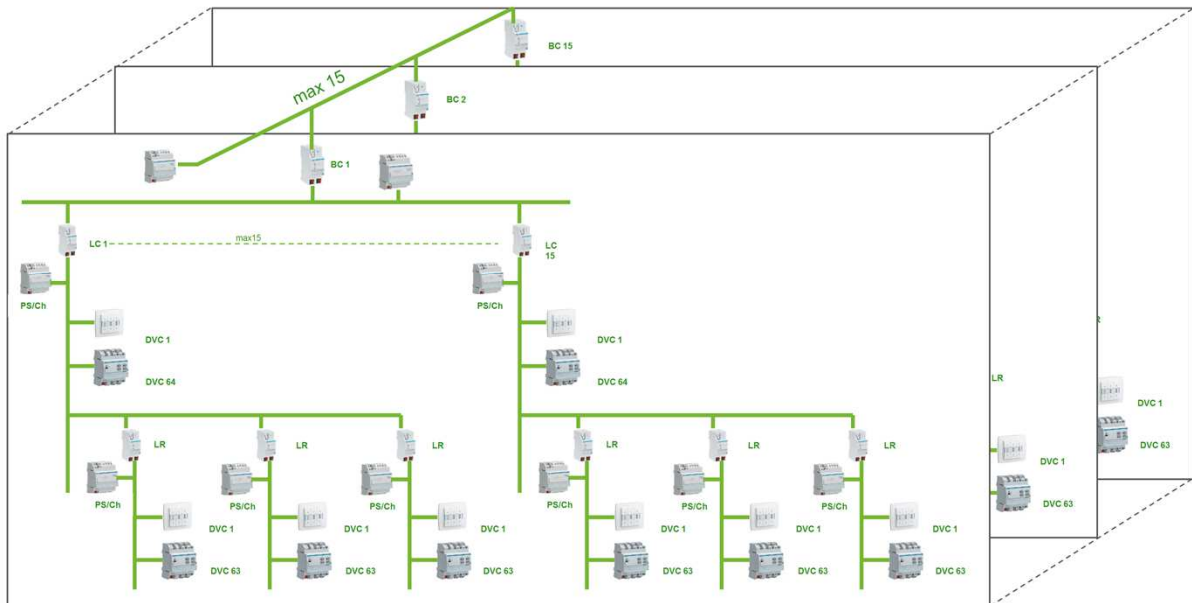 BC 15
max 15
BC 2
BC 1
LC 1
max15
LC
15
PS/Ch
PS/Ch
DVC 1
DVC 1
DVC 64
DVC 64
LR
LR
DVC 1
DVC 1
LR
LR
LR
LR
LR
LR
DVC 63
DVC 63
PS/Ch
PS/Ch
PS/Ch
PS/Ch
PS/Ch
PS/Ch
DVC 1
DVC 1
DVC 1
DVC 1
DVC 1
DVC 1
DVC 63
DVC 63
DVC 63
DVC 63
DVC 63
DVC 63